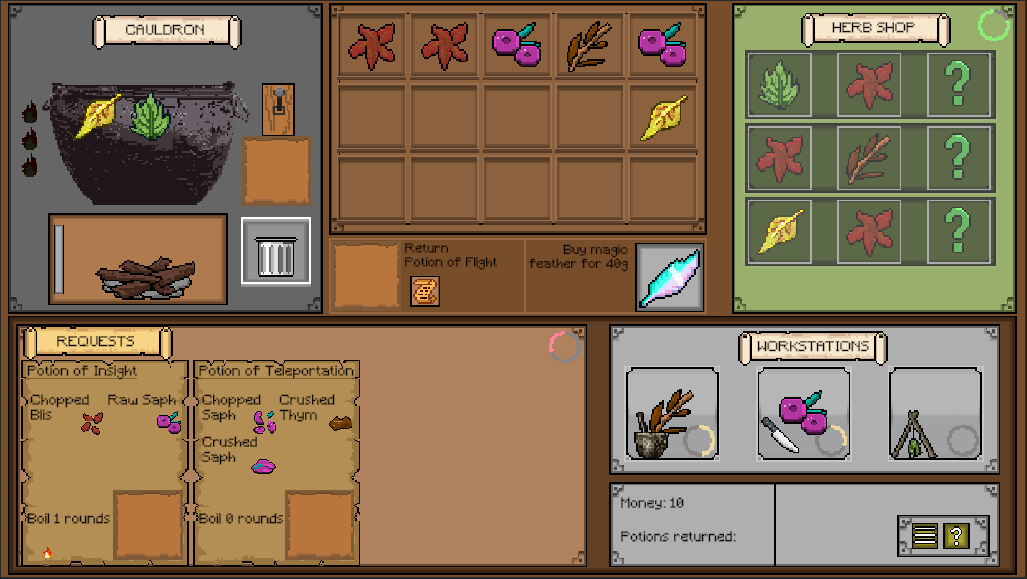 CAULDRON
HERB SHOP
?
?
?
Return
Potion of Flight
Buy magic
feather for 40g
REQUESTS
Potion of Insight
Chopped
Blis
Raw Saph
Boil 1 rounds
Potion of Teleportation
Chopped
Saph
Crushed
Thym
Crushed
Saph
Boil 0 rounds
WORKSTATIONS
Money: 10
Potions returned:
?